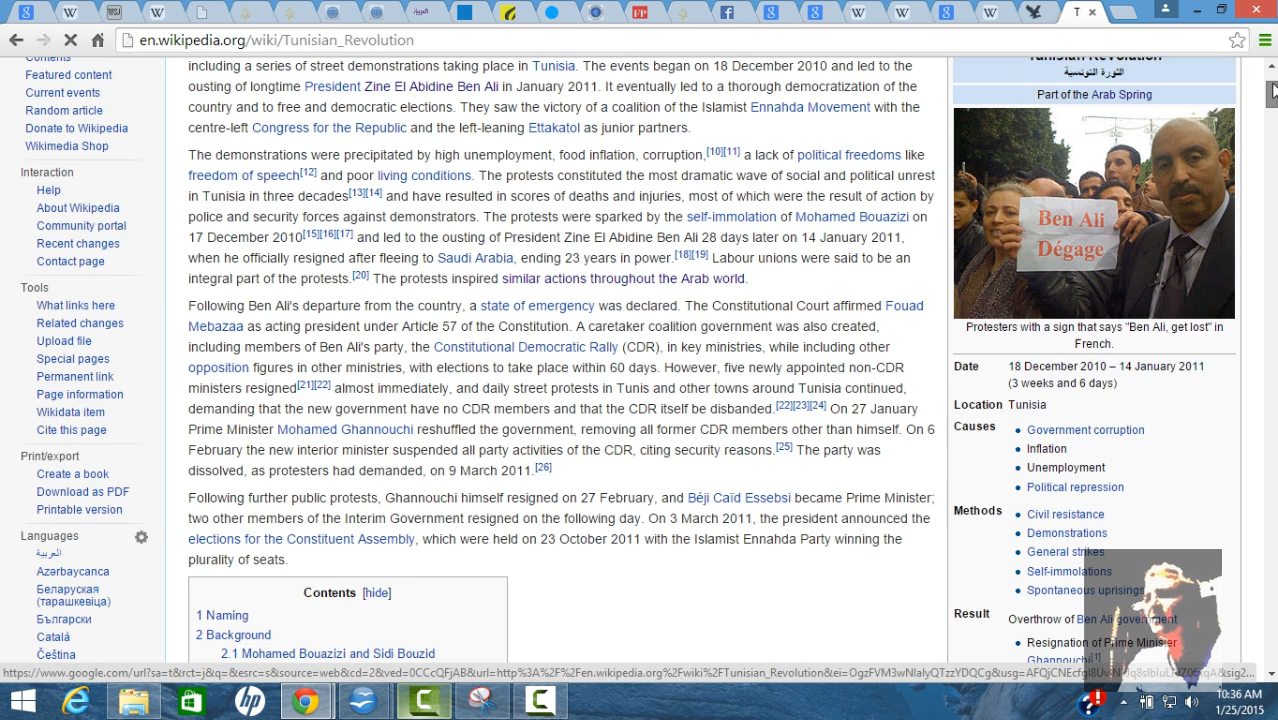 en.wikipedia.org/wiki/Tunisian_Revolution
Contents
Featured content
Current events
Random article
Donate to Wikipedia
Wikimedia Shop
Interaction
Help
About Wikipedia
Community portal
Recent changes
Contact page
Tools
What links here
Related changes
Upload file
Special pages
Permanent link
Page information
Wikidata item
Cite this page
Print/export
Create a book
Download as PDF
Printable version
Languages
العربية
Azərbaycanca
Беларуская
(тарашкевіца)
Български
Català
Čeština
including a series of street demonstrations taking place in Tunisia. The events began on 18 December 2010 and led to the
ousting of longtime President Zine El Abidine Ben Ali in January 2011. It eventually led to a thorough democratization of the
country and to free and democratic elections. They saw the victory of a coalition of the Islamist Ennahda Movement with the
centre-left Congress for the Republic and the left-leaning Ettakatol as junior partners.
The demonstrations were precipitated by high unemployment, food inflation, corruption,[10][11] a lack of political freedoms like
freedom of speech[12] and poor living conditions. The protests constituted the most dramatic wave of social and political unrest
in Tunisia in three decades[13][14] and have resulted in scores of deaths and injuries, most of which were the result of action by
police and security forces against demonstrators. The protests were sparked by the self-immolation of Mohamed Bouazizi on
17 December 2010[15][16][17] and led to the ousting of President Zine El Abidine Ben Ali 28 days later on 14 January 2011,
when he officially resigned after fleeing to Saudi Arabia, ending 23 years in power.[18][19] Labour unions were said to be an
integral part of the protests.[20] The protests inspired similar actions throughout the Arab world.
Following Ben Ali's departure from the country, a state of emergency was declared. The Constitutional Court affirmed Fouad
Mebazaa as acting president under Article 57 of the Constitution. A caretaker coalition government was also created,
including members of Ben Ali's party, the Constitutional Democratic Rally (CDR), in key ministries, while including other
opposition figures in other ministries, with elections to take place within 60 days. However, five newly appointed non-CDR
ministers resigned[21][22] almost immediately, and daily street protests in Tunis and other towns around Tunisia continued,
demanding that the new government have no CDR members and that the CDR itself be disbanded.[22][23][24] On 27 January
Prime Minister Mohamed Ghannouchi reshuffled the government, removing all former CDR members other than himself. On 6
February the new interior minister suspended all party activities of the CDR, citing security reasons.[25] The party was
dissolved, as protesters had demanded, on 9 March 2011.[26]
Following further public protests, Ghannouchi himself resigned on 27 February, and Béji Caïd Essebsi became Prime Minister;
two other members of the Interim Government resigned on the following day. On 3 March 2011, the president announced the
elections for the Constituent Assembly, which were held on 23 October 2011 with the Islamist Ennahda Party winning the
plurality of seats.
Contents [hide]
1 Naming
2 Background
2.1 Mohamed Bouazizi and Sidi Bouzid
Tunisian Revolution
الثورة التونسية
Part of the Arab Spring
Ben Ali
Dégage
Protesters with a sign that says "Ben Ali, get lost" in
French.
Date 18 December 2010 – 14 January 2011
(3 weeks and 6 days)
Location Tunisia
Causes Government corruption
Inflation
Unemployment
Political repression
Methods Civil resistance
Demonstrations
General strikes
Self-immolations
Spontaneous uprisings
Result Overthrow of Ben Ali government
Resignation of Prime Minister
Ghannouchi[1]
10:36 AM
1/25/2015